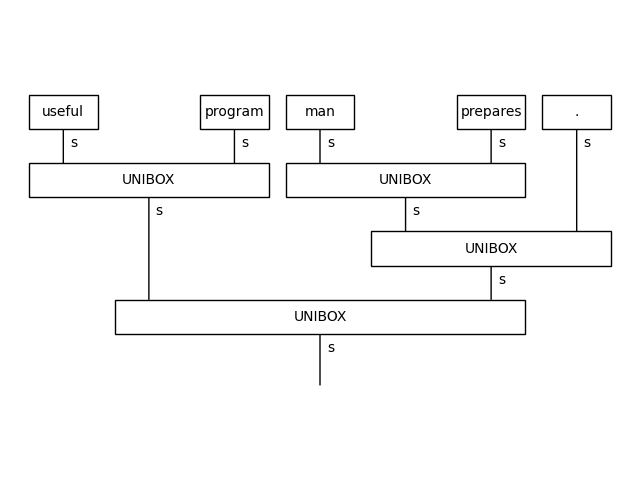 useful program man prepares .
s s s s s
UNIBOX UNIBOX
s s
UNIBOX
s
UNIBOX
s